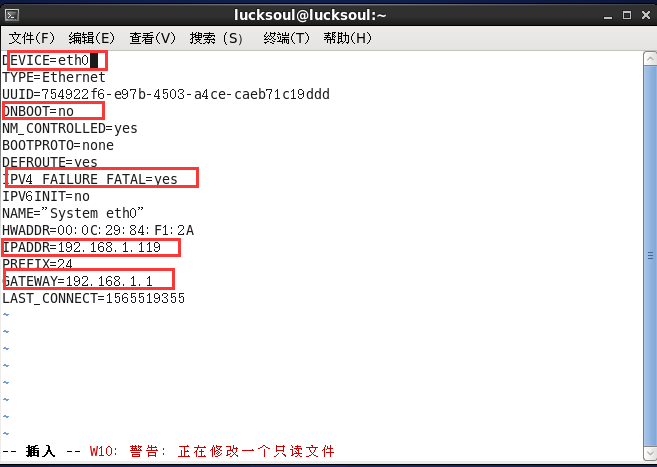 lucksoul@lucksoul:~
文件(F) 编辑(E) 查看(V) 搜索 (S) 终端(T) 帮助(H)
DEVICE=eth0
TYPE=Ethernet
UUID=754922f6-e97b-4503-a4ce-caeb71c19ddd
ONBOOT=no
NM_CONTROLLED=yes
BOOTPROTO=none
DEFROUTE=yes
IPV4_FAILURE_FATAL=yes
IPV6INIT=no
NAME="System eth0"
HWADDR=00:0C:29:84:F1:2A
IPADDR=192.168.1.119
PREFIX=24
GATEWAY=192.168.1.1
LAST_CONNECT=1565519355
~
~
~
~
~
~
~
~
-- 插入 -- W10: 警告: 正在修改一个只读文件